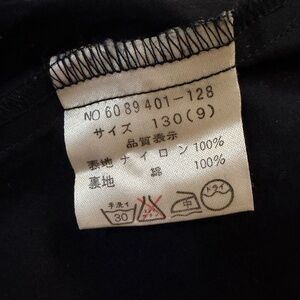 NO 6089401-128
サイズ 130(9)
品質表示
表地 ナイロン 100%
裏地 綿 100%
手洗イ 30 中 ドライ